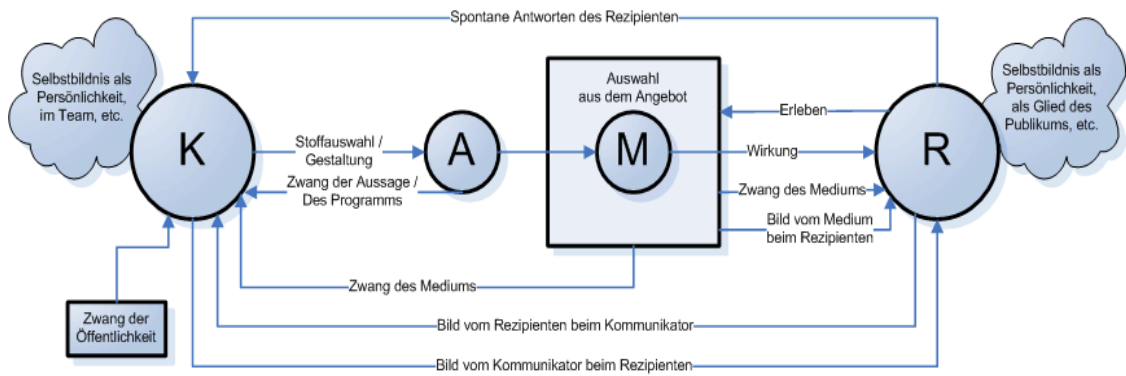 Spontane Antworten des Rezipienten
Selbstbildnis als
Persönlichkeit,
im Team, etc.
K
Stoffauswahl /
Gestaltung
Zwang der Aussage /
Des Programms
A
Auswahl
aus dem Angebot
M
Erleben
Wirkung
Zwang des Mediums
Bild vom Medium
beim Rezipienten
R
Selbstbildnis als
Persönlichkeit,
als Glied des
Publikums, etc.
Zwang der
Öffentlichkeit
Zwang des Mediums
Bild vom Rezipienten beim Kommunikator
Bild vom Kommunikator beim Rezipienten